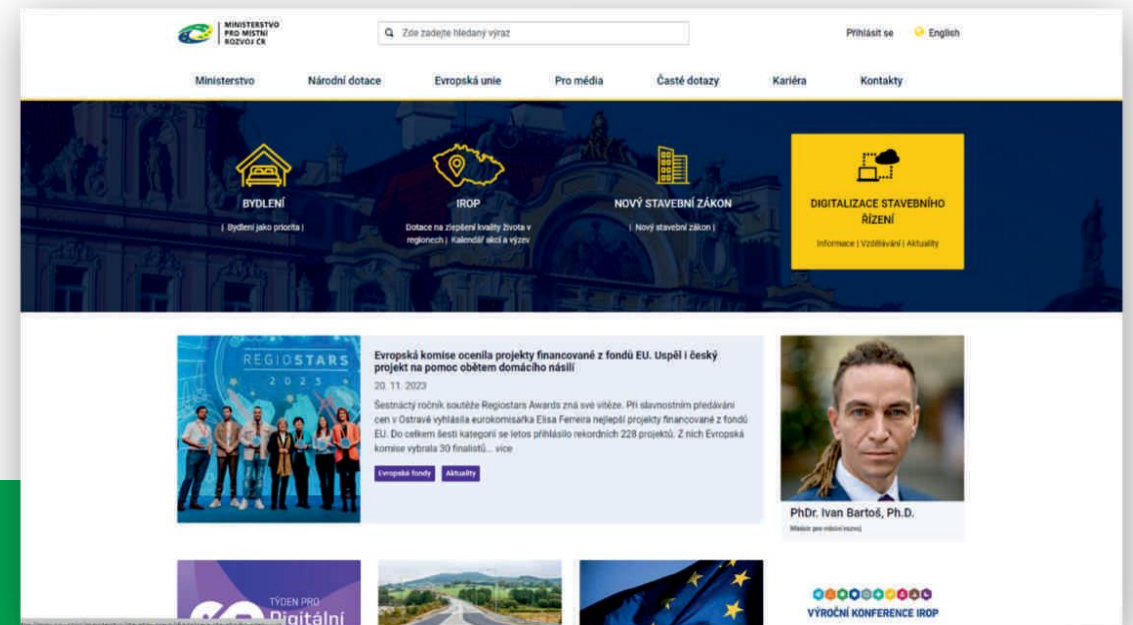 MINISTERSTVO
PRO MÍSTNÍ
ROZVOJ ČR
Zde zadejte hledaný výraz
Přihlásit se
English
Ministerstvo Národní dotace Evropská unie Pro média Časté dotazy Kariéra Kontakty
BYDLENÍ
| Bydlení jako priorita |
IROP
Dotace na zlepšení kvality života v
regionech | Kalendář akcí a výzev
NOVÝ STAVEBNÍ ZÁKON
| Nový stavební zákon |
DIGITALIZACE STAVEBNÍHO
ŘÍZENÍ
Informace | Vzdělávání | Aktuality
REGIOSTARS
2023
Evropská komise ocenila projekty financované z fondů EU. Uspěl i český
projekt na pomoc obětem domácího násilí
20. 11. 2023
Šestnáctý ročník soutěže Regiostars Awards zná své vítěze. Při slavnostním předávání
cen v Ostravě vyhlásila eurokomisařka Elisa Ferreira nejlepší projekty financované z fondů
EU. Do celkem šesti kategorií se letos přihlásilo rekordních 228 projektů. Z nich Evropská
komise vybrala 30 finalistů... více
Evropské fondy Aktuality
PhDr. Ivan Bartoš, Ph.D.
Ministr pro místní rozvoj
TÝDEN PRO
Digitální
VÝROČNÍ KONFERENCE IROP